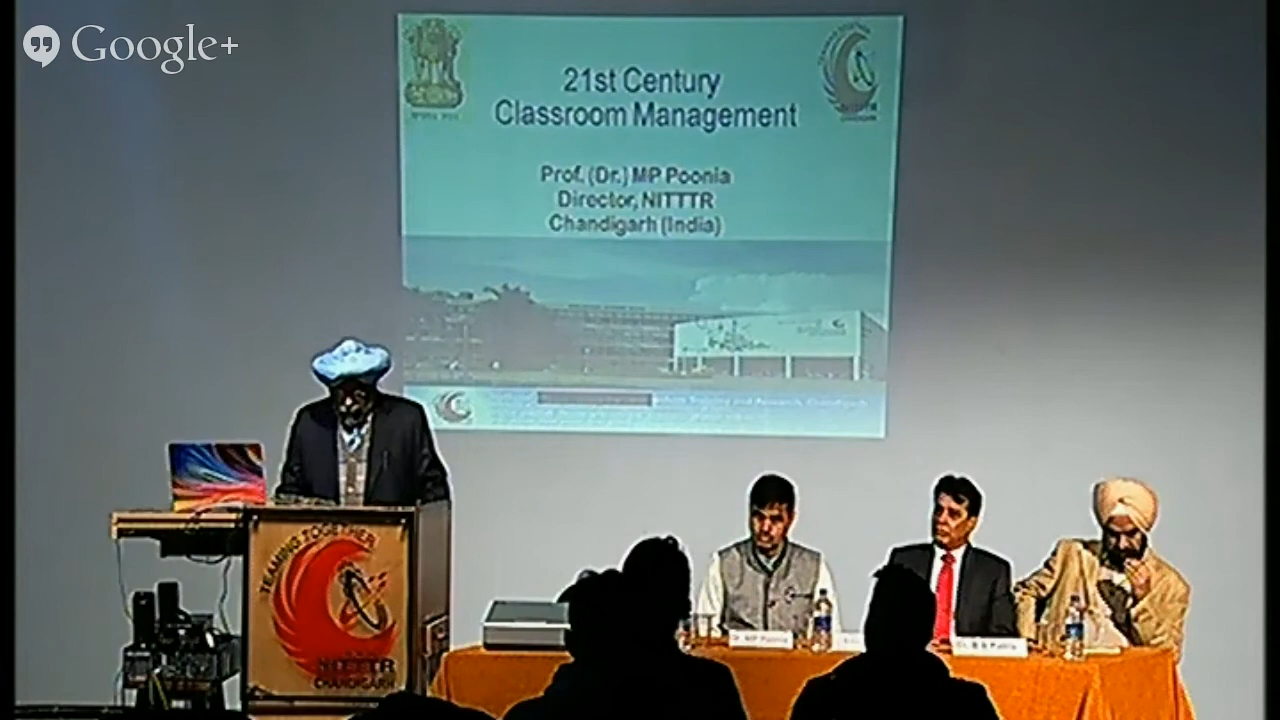 Google+
21st Century
Classroom Management
Prof. (Dr.) MP Poonia
Director, NITTTR
Chandigarh (India)
TEAMING TOGETHER
NITTTR
CHANDIGARH
Dr. MP Poonia